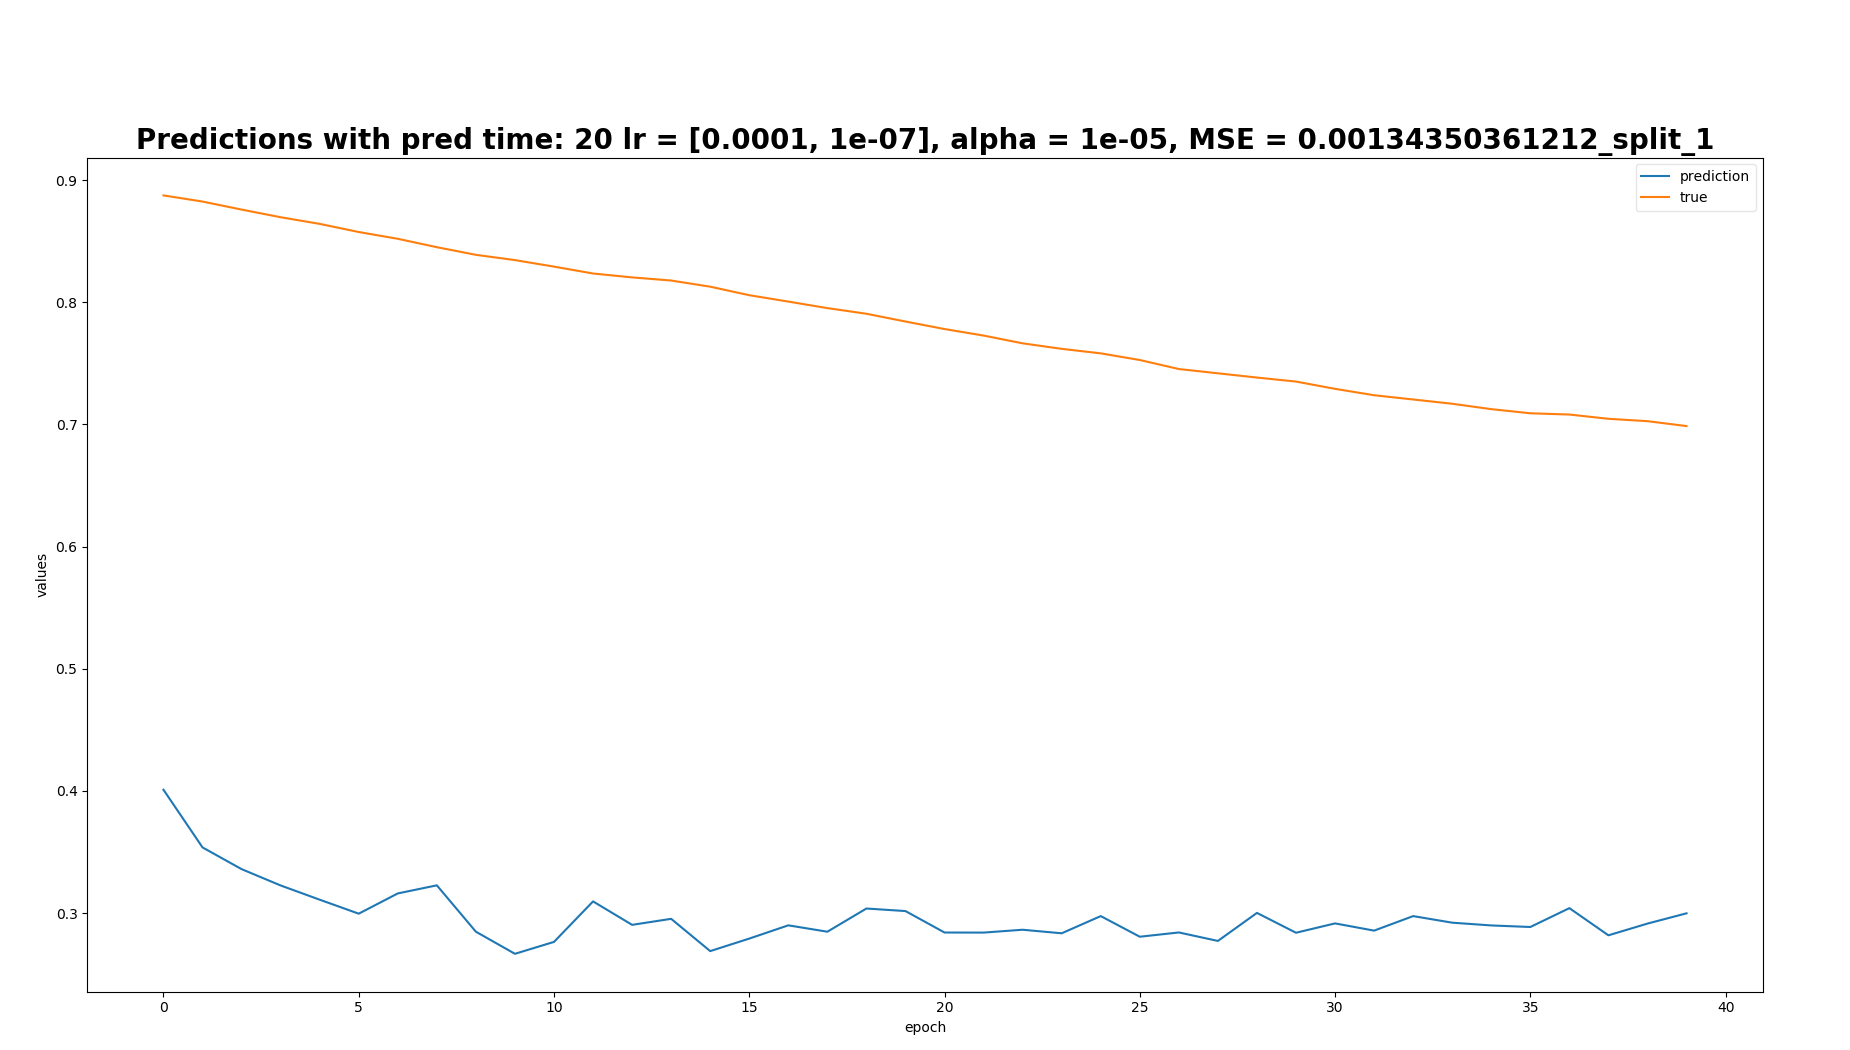 Predictions with pred time: 20 lr = [0.0001, 1e-07], alpha = 1e-05, MSE = 0.00134350361212_split_1
prediction
true
0.9
0.8
0.7
0.6
0.5
0.4
0.3
values
0 5 10 15 20 25 30 35 40
epoch